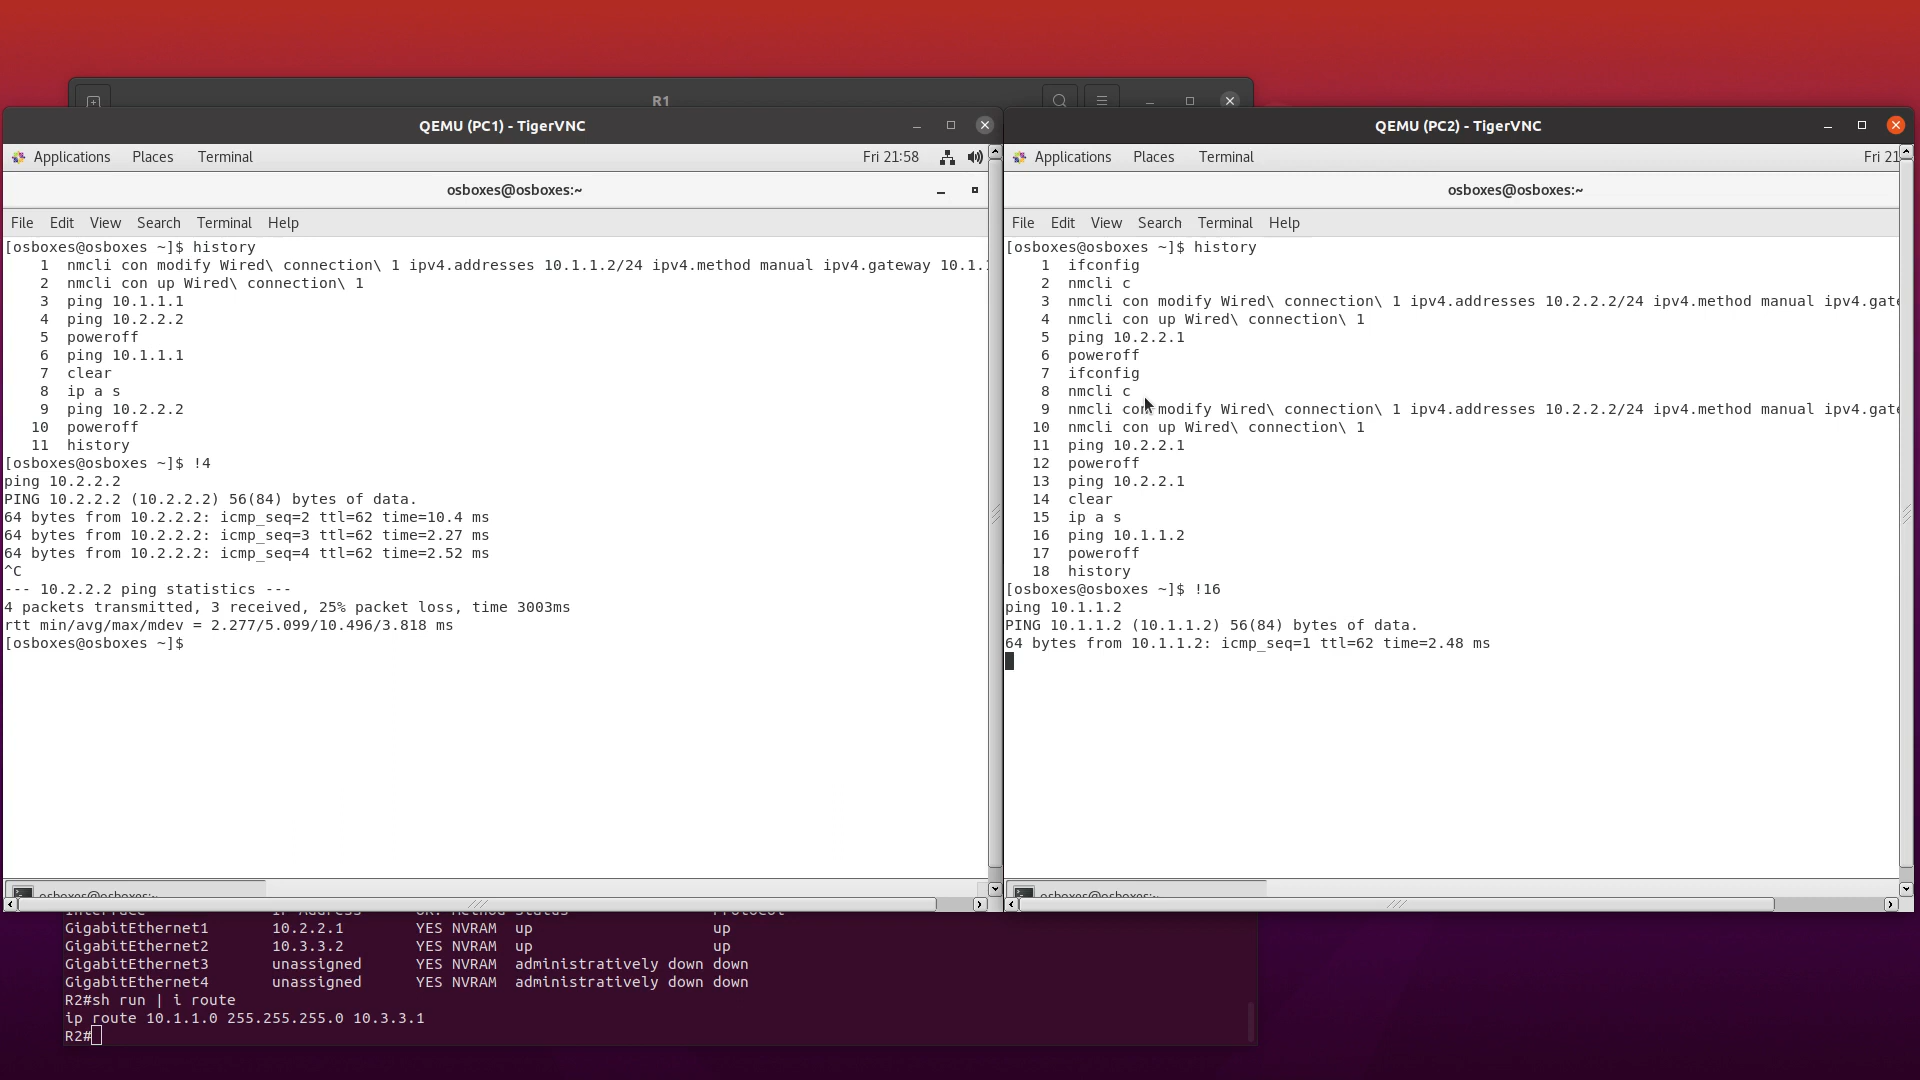 R1
QEMU (PC1) - TigerVNC
Applications Places Terminal Fri 21:58
osboxes@osboxes:~
File Edit View Search Terminal Help
[osboxes@osboxes ~]$ history
1 nmcli con modify Wired\ connection\ 1 ipv4.addresses 10.1.1.2/24 ipv4.method manual ipv4.gateway 10.1.1
2 nmcli con up Wired\ connection\ 1
3 ping 10.1.1.1
4 ping 10.2.2.2
5 poweroff
6 ping 10.1.1.1
7 clear
8 ip a s
9 ping 10.2.2.2
10 poweroff
11 history
[osboxes@osboxes ~]$ !4
ping 10.2.2.2
PING 10.2.2.2 (10.2.2.2) 56(84) bytes of data.
64 bytes from 10.2.2.2: icmp_seq=2 ttl=62 time=10.4 ms
64 bytes from 10.2.2.2: icmp_seq=3 ttl=62 time=2.27 ms
64 bytes from 10.2.2.2: icmp_seq=4 ttl=62 time=2.52 ms
^C
--- 10.2.2.2 ping statistics ---
4 packets transmitted, 3 received, 25% packet loss, time 3003ms
rtt min/avg/max/mdev = 2.277/5.099/10.496/3.818 ms
[osboxes@osboxes ~]$
osboxes@osboxes:~
QEMU (PC2) - TigerVNC
Applications Places Terminal Fri 21
osboxes@osboxes:~
File Edit View Search Terminal Help
[osboxes@osboxes ~]$ history
1 ifconfig
2 nmcli c
3 nmcli con modify Wired\ connection\ 1 ipv4.addresses 10.2.2.2/24 ipv4.method manual ipv4.gate
4 nmcli con up Wired\ connection\ 1
5 ping 10.2.2.1
6 poweroff
7 ifconfig
8 nmcli c
9 nmcli con modify Wired\ connection\ 1 ipv4.addresses 10.2.2.2/24 ipv4.method manual ipv4.gate
10 nmcli con up Wired\ connection\ 1
11 ping 10.2.2.1
12 poweroff
13 ping 10.2.2.1
14 clear
15 ip a s
16 ping 10.1.1.2
17 poweroff
18 history
[osboxes@osboxes ~]$ !16
ping 10.1.1.2
PING 10.1.1.2 (10.1.1.2) 56(84) bytes of data.
64 bytes from 10.1.1.2: icmp_seq=1 ttl=62 time=2.48 ms
osboxes@osboxes:~
Interface IP-Address OK? Method Status Protocol
GigabitEthernet1 10.2.2.1 YES NVRAM up up
GigabitEthernet2 10.3.3.2 YES NVRAM up up
GigabitEthernet3 unassigned YES NVRAM administratively down down
GigabitEthernet4 unassigned YES NVRAM administratively down down
R2#sh run | i route
ip route 10.1.1.0 255.255.255.0 10.3.3.1
R2#